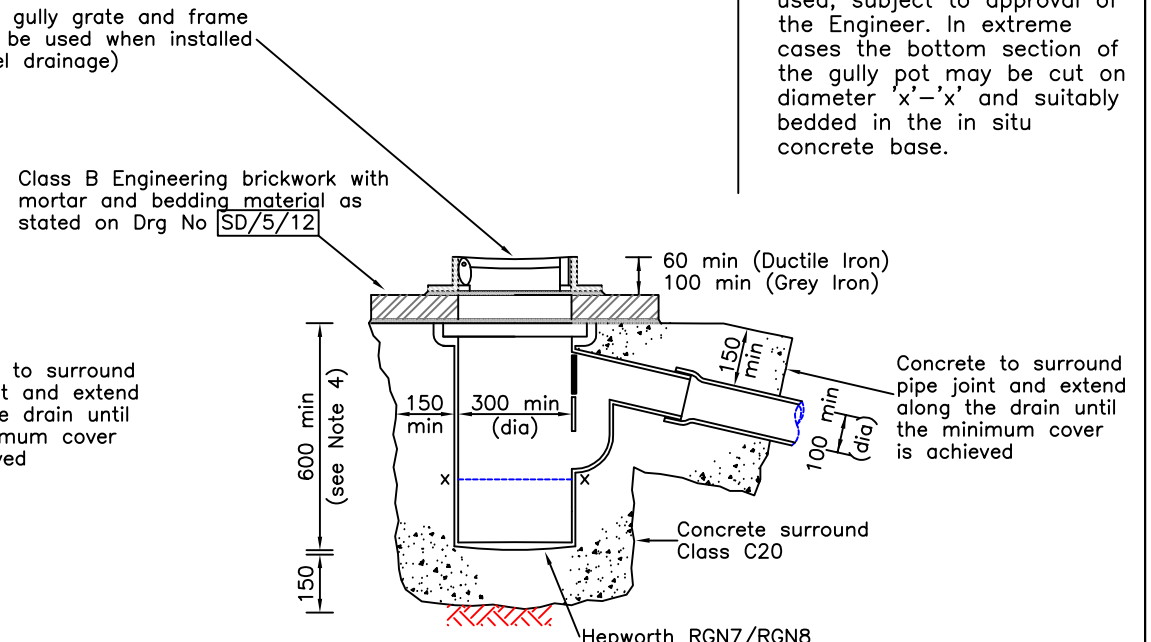 gully grate and frame
be used when installed
drainage)
used, subject to approval of
the Engineer. In extreme
cases the bottom section of
the gully pot may be cut on
diameter 'x'-'x' and suitably
bedded in the in situ
concrete base.
Class B Engineering brickwork with
mortar and bedding material as
stated on Drg No SD/5/12
60 min (Ductile Iron)
100 min (Grey Iron)
to surround
and extend
drain until
cover
150
min
600 min
(see Note 4)
150
min
300 min
(dia)
100 min
(dia)
x
x
Concrete to surround
pipe joint and extend
along the drain until
the minimum cover
is achieved
Concrete surround
Class C20
150
Hepworth RGN7/RGN8